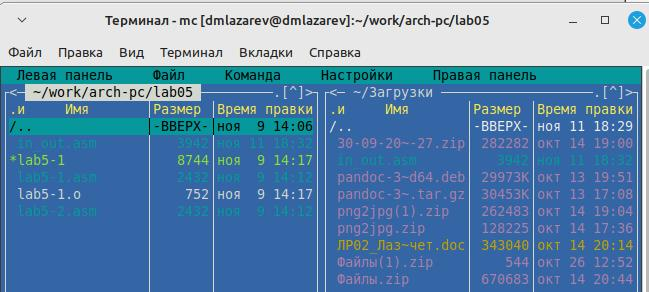 Терминал - mc [dmlazarev@dmlazarev]:~/work/arch-pc/lab05
Файл Правка Вид Терминал Вкладки Справка
Левая панель Файл Команда Настройки Правая панель
<— ~/work/arch-pc/lab05 .[^]> <— ~/Загрузки .[^]>
.и Имя Размер Время правки .и Имя Размер Время правки
/.. -ВВЕРХ- ноя 9 14:06 /.. -ВВЕРХ- ноя 11 18:29
in_out.asm 3942 ноя 11 18:32 30-09-20~-27.zip 282282 окт 14 19:00
*lab5-1 8744 ноя 9 14:17 in_out.asm 3942 ноя 11 18:32
lab5-1.asm 2432 ноя 9 14:12 pandoc-3~d64.deb 29973K окт 13 19:51
lab5-1.o 752 ноя 9 14:17 pandoc-3~.tar.gz 30453K окт 13 17:08
lab5-2.asm 2432 ноя 9 14:12 png2jpg(1).zip 262483 окт 14 19:04
png2jpg.zip 128225 окт 14 17:36
ЛР02_Лаз~чет.doc 343040 окт 14 20:14
Файлы(1).zip 544 окт 26 12:52
Файлы.zip 670683 окт 14 20:44